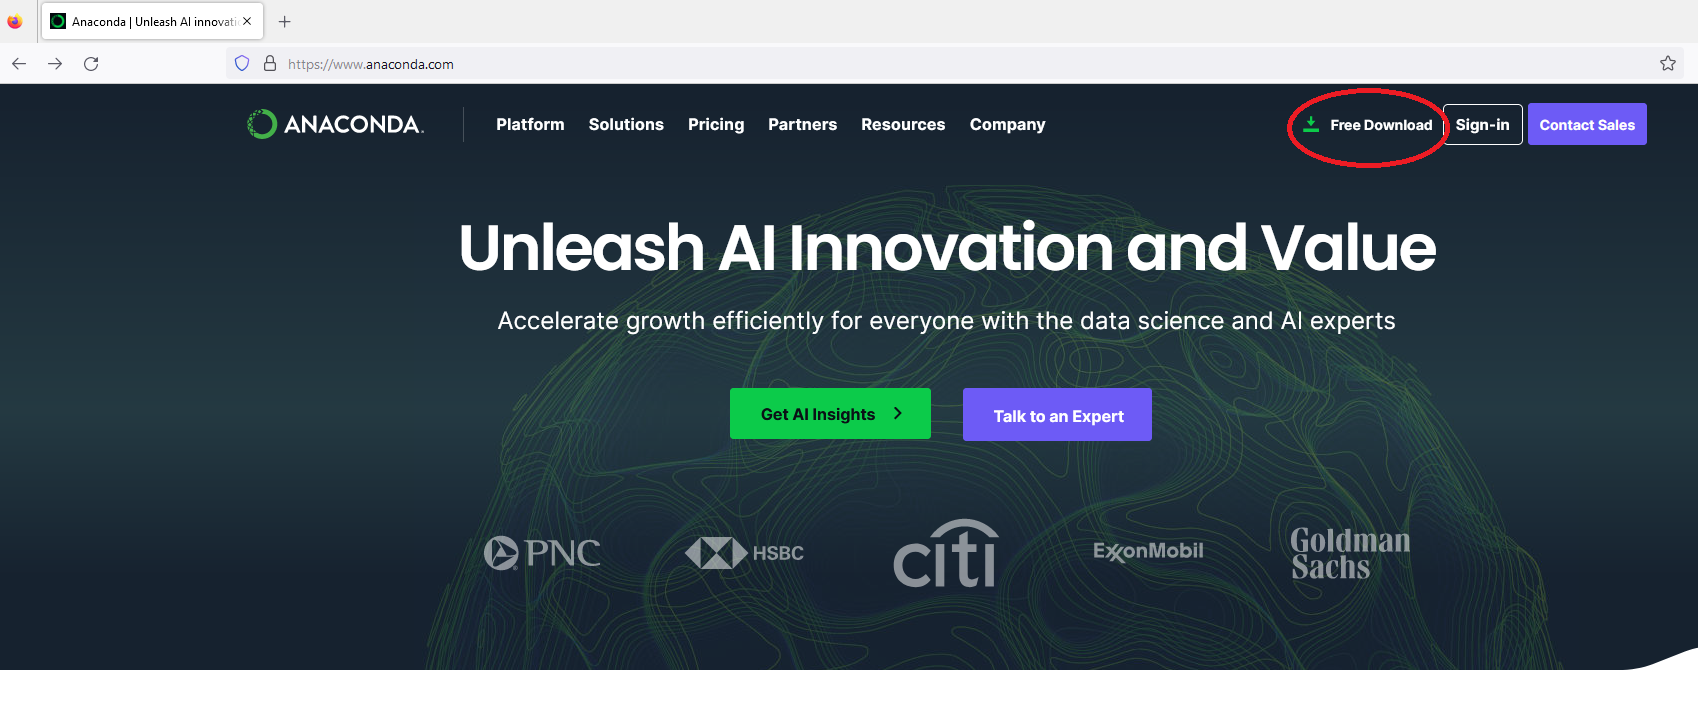 Anaconda | Unleash AI innovati
https://www.anaconda.com
ANACONDA.
Platform
Solutions
Pricing
Partners
Resources
Company
Free Download
Sign-in
Contact Sales
Unleash AI Innovation and Value
Accelerate growth efficiently for everyone with the data science and AI experts
Get AI Insights
Talk to an Expert
PNC
HSBC
citi
ExxonMobil
Goldman
Sachs